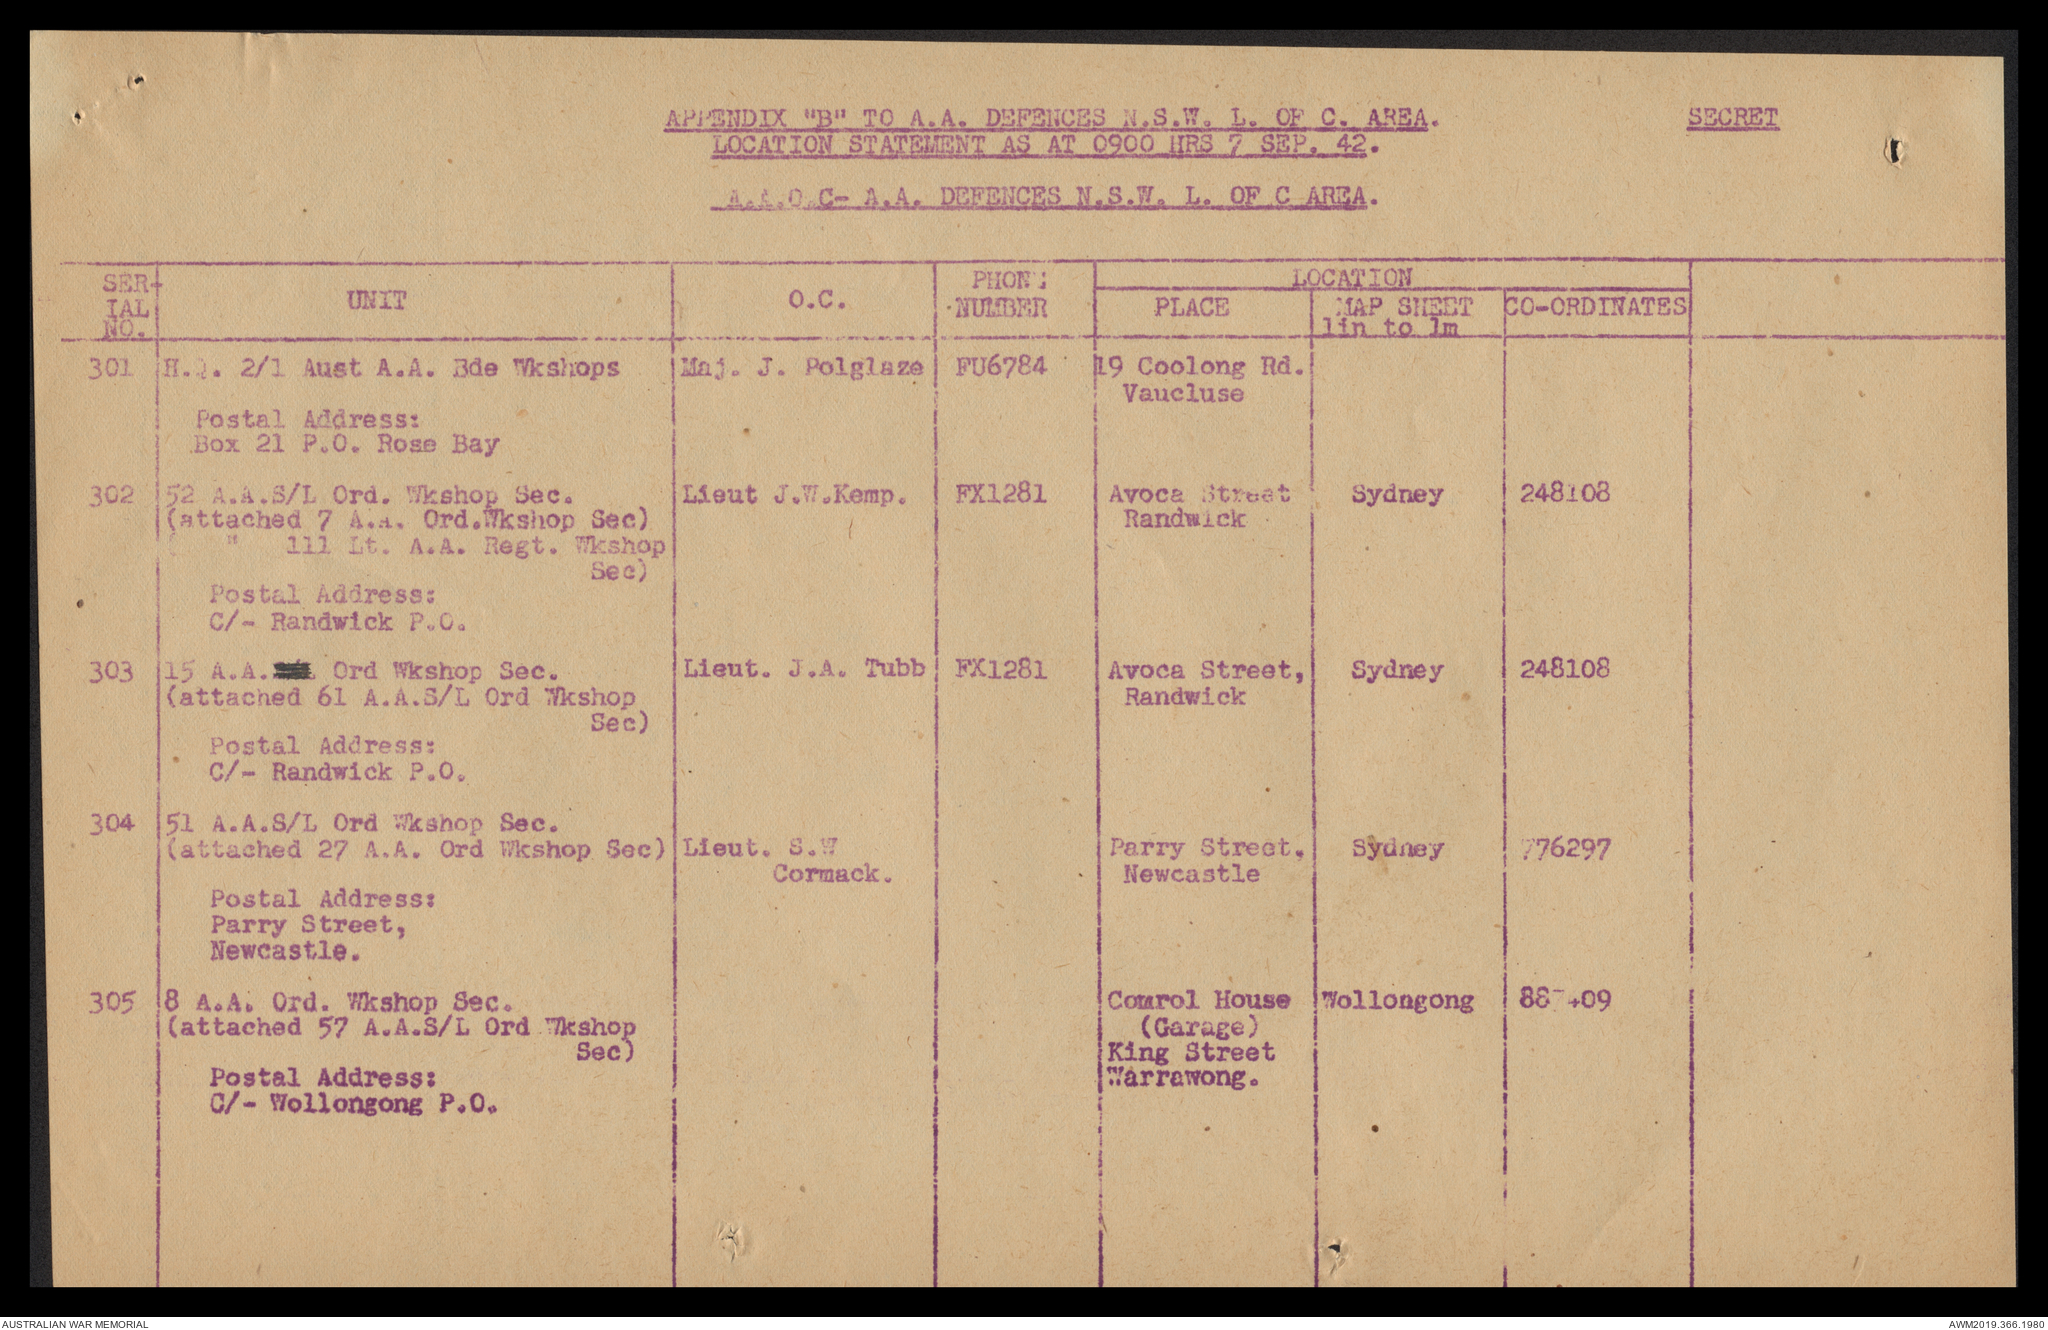 APPENDIX "B" TO A.A. DEFENCES N.S.W. L. OF C. AREA.
SECRET
LOCATION STATEMENT AS AT 0900 HRS 7 SEP. 42.
A.A.O.C- A.A. DEFENCES N.S.W. L. OF C AREA.
SER-
IAL
NO.
UNIT
O.C.
PHONE
NUMBER
LOCATION
PLACE
MAP SHEET
1in to 1m
CO-ORDINATES
301 H.Q. 2/1 Aust A.A. Bde Wkshops Maj. J. Polglaze FU6784 19 Coolong Rd.
Vaucluse
Postal Address:
Box 21 P.O. Rose Bay
302 52 A.A.S/L Ord. Wkshop Sec. Lieut J.W.Kemp. FX1281 Avoca Street Sydney 248108
(attached 7 A.A. Ord.Wkshop Sec) Randwick
( " 111 Lt. A.A. Regt. Wkshop
Sec)
Postal Address:
C/- Randwick P.O.
303 15 A.A. Ord Wkshop Sec. Lieut. J.A. Tubb FX1281 Avoca Street, Sydney 248108
(attached 61 A.A.S/L Ord Wkshop Randwick
Sec)
Postal Address:
C/- Randwick P.O.
304 51 A.A.S/L Ord Wkshop Sec.
(attached 27 A.A. Ord Wkshop Sec) Lieut. S.W Parry Street. Sydney 776297
Cormack. Newcastle
Postal Address:
Parry Street,
Newcastle.
305 8 A.A. Ord. Wkshop Sec. Comrol House Wollongong
(attached 57 A.A.S/L Ord Wkshop (Garage)
Sec) King Street
Postal Address: Warrawong.
C/- Wollongong P.O.
AUSTRALIAN WAR MEMORIAL
AWM2019.366.1980